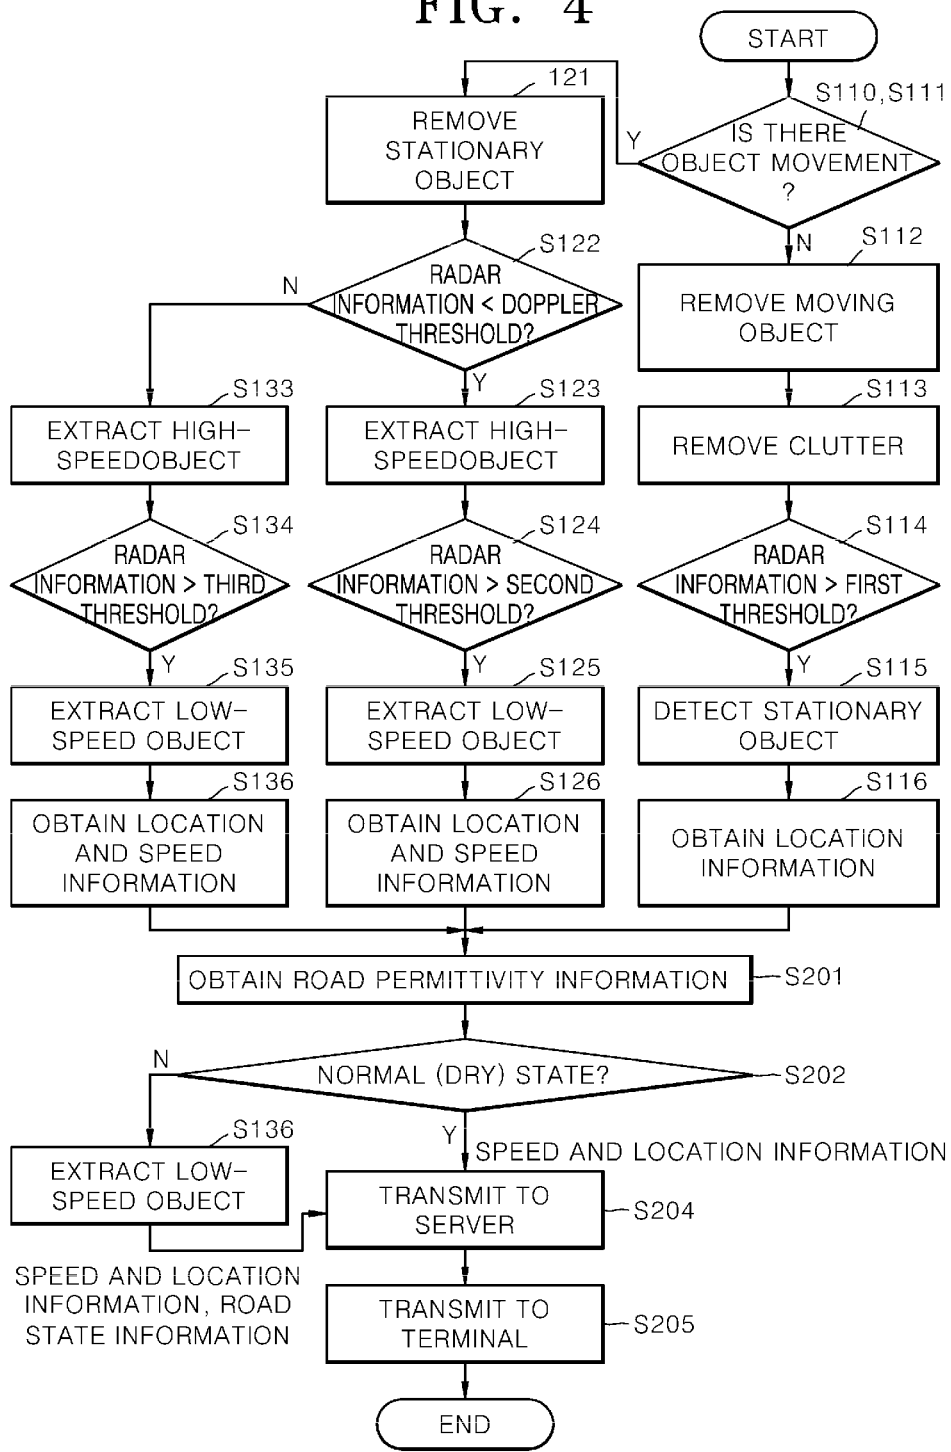 FIG. 4
START
S110,S111
IS THERE
OBJECT MOVEMENT
?
Y
N
121
REMOVE
STATIONARY
OBJECT
S122
RADAR
INFORMATION < DOPPLER
THRESHOLD?
N
Y
S112
REMOVE MOVING
OBJECT
S133
EXTRACT HIGH-
SPEEDOBJECT
S123
EXTRACT HIGH-
SPEEDOBJECT
S113
REMOVE CLUTTER
S134
RADAR
INFORMATION > THIRD
THRESHOLD?
Y
S124
RADAR
INFORMATION > SECOND
THRESHOLD?
Y
S114
RADAR
INFORMATION > FIRST
THRESHOLD?
Y
S135
EXTRACT LOW-
SPEED OBJECT
S125
EXTRACT LOW-
SPEED OBJECT
S115
DETECT STATIONARY
OBJECT
S136
OBTAIN LOCATION
AND SPEED
INFORMATION
S126
OBTAIN LOCATION
AND SPEED
INFORMATION
S116
OBTAIN LOCATION
INFORMATION
OBTAIN ROAD PERMITTIVITY INFORMATION
S201
NORMAL (DRY) STATE?
S202
N
Y
SPEED AND LOCATION INFORMATION
S136
EXTRACT LOW-
SPEED OBJECT
SPEED AND LOCATION
INFORMATION, ROAD
STATE INFORMATION
TRANSMIT TO
SERVER
S204
TRANSMIT TO
TERMINAL
S205
END